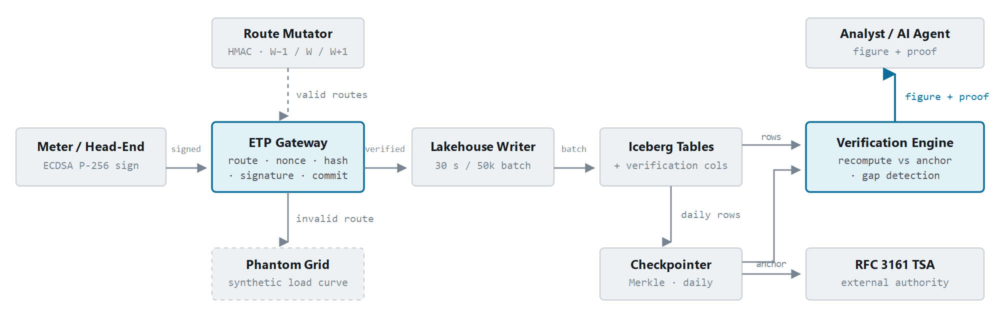 Route Mutator
HMAC · W−1 / W / W+1
Analyst / AI Agent
figure + proof
valid routes
figure + proof
Meter / Head-End
ECDSA P-256 sign
signed
ETP Gateway
route · nonce · hash
· signature · commit
verified
Lakehouse Writer
30 s / 50k batch
batch
Iceberg Tables
+ verification cols
rows
Verification Engine
recompute vs anchor
· gap detection
invalid route
daily rows
Phantom Grid
synthetic load curve
Checkpointer
Merkle · daily
anchor
RFC 3161 TSA
external authority